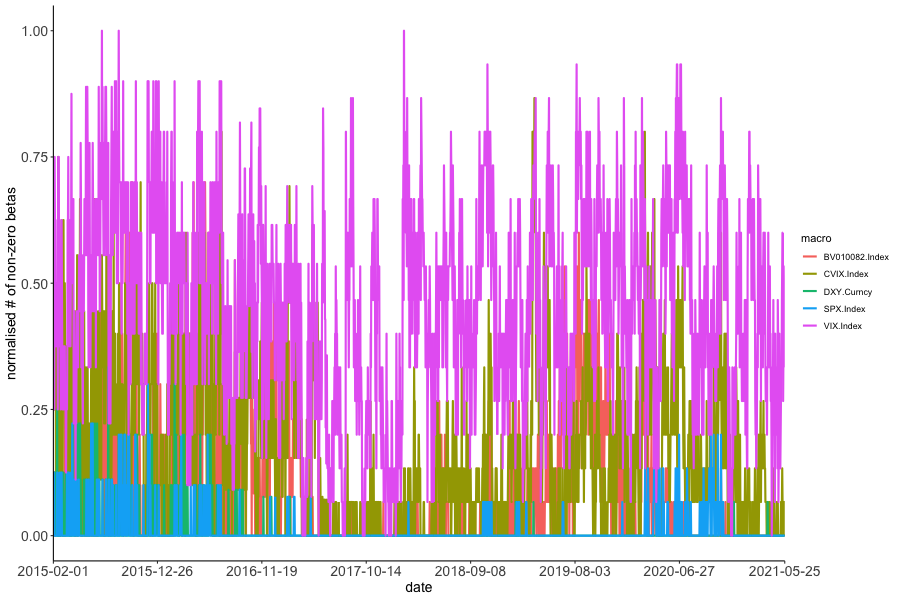 1.00
0.75
0.50
0.25
0.00
normalised # of non-zero betas
2015-02-01 2015-12-26 2016-11-19 2017-10-14 2018-09-08 2019-08-03 2020-06-27 2021-05-25
date
macro
BV010082.Index
CVIX.Index
DXY.Curncy
SPX.Index
VIX.Index